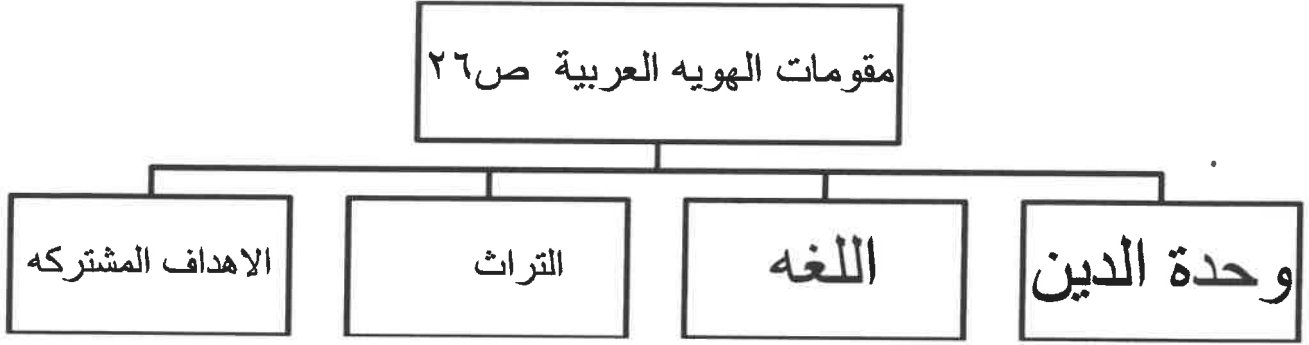 مقومات الهويه العربية ص٢٦
وحدة الدين
اللغه
التراث
الاهداف المشتركه